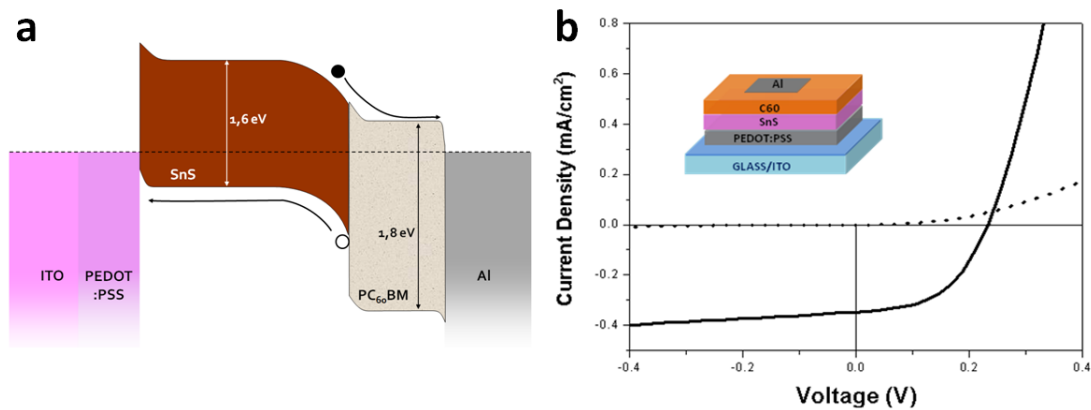 a
1,6 eV
SnS
1,8 eV
ITO
PEDOT
:PSS
PC₆₀BM
Al
b
Current Density (mA/cm²)
0.8
0.6
0.4
0.2
0.0
-0.2
-0.4
Al
C60
SnS
PEDOT:PSS
GLASS/ITO
-0.4
-0.2
0.0
0.2
0.4
Voltage (V)